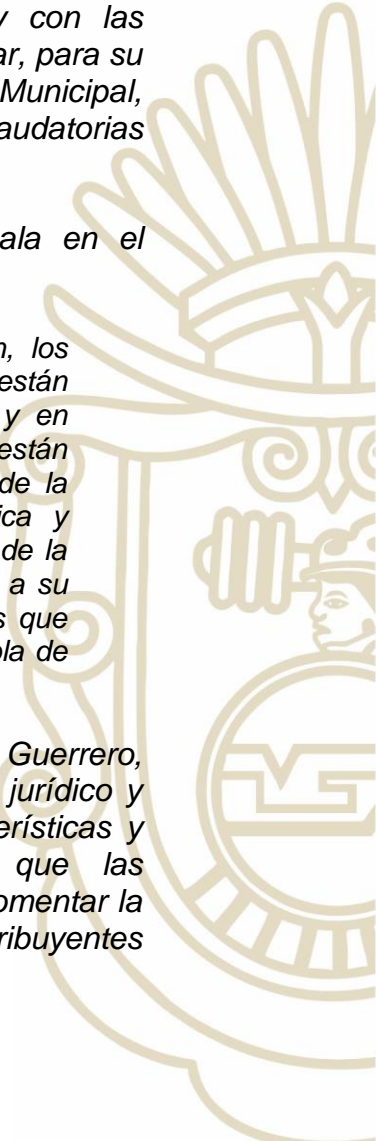 y con las
ar, para su
Municipal,
audatorias
ala en el
los
están
y en
están
de la
ica y
de la
a su
s que
ola de
Guerrero,
jurídico y
erísticas y
que las
omentar la
ribuyentes